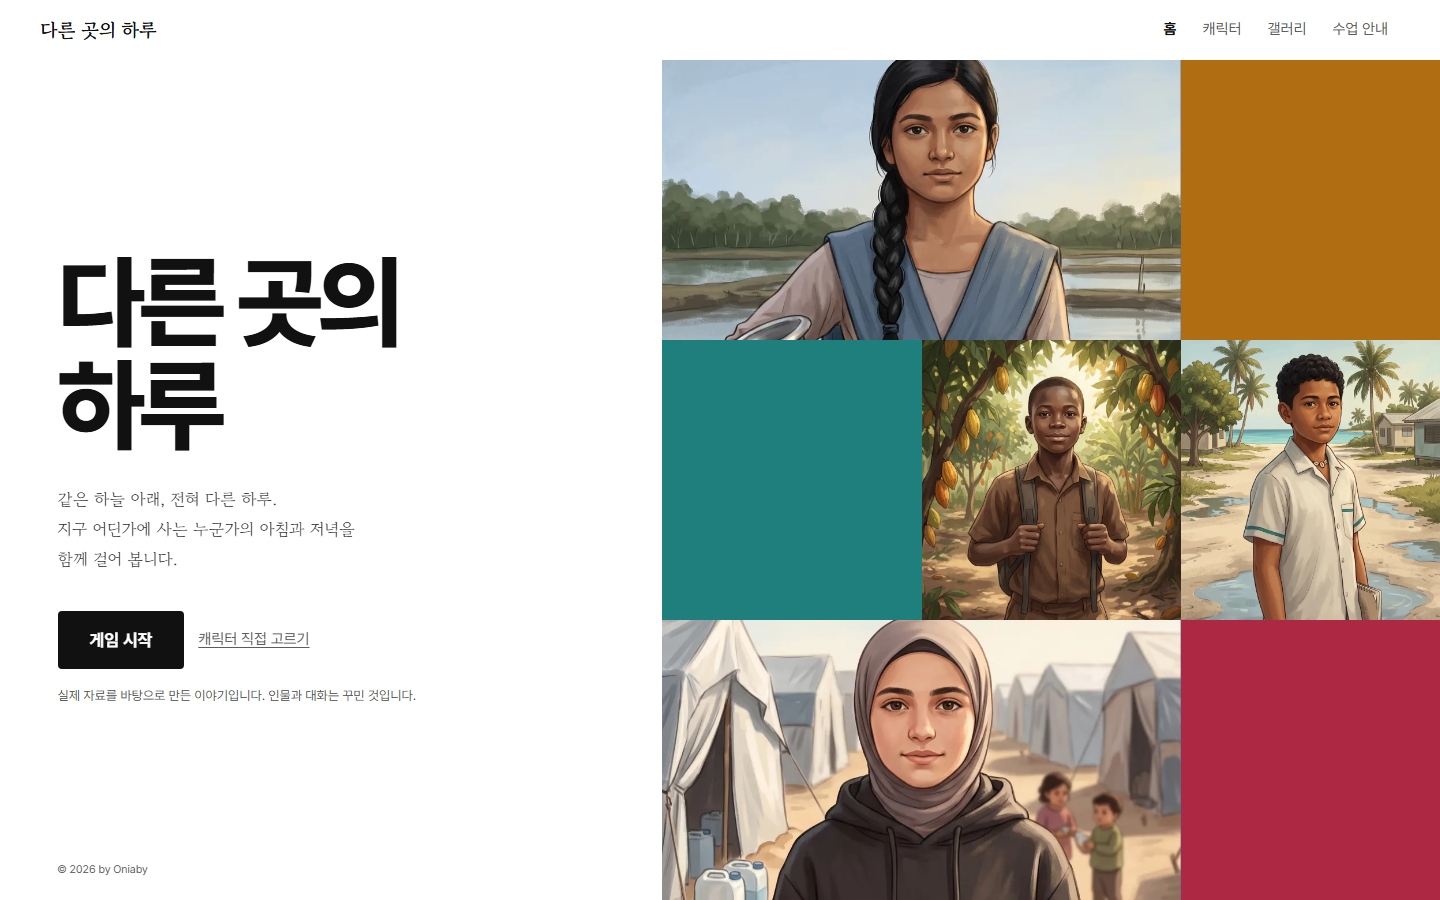 다른 곳의 하루
홈 캐릭터 갤러리 수업 안내
다른 곳의
하루
같은 하늘 아래, 전혀 다른 하루.
지구 어딘가에 사는 누군가의 아침과 저녁을
함께 걸어 봅니다.
게임 시작 캐릭터 직접 고르기
실제 자료를 바탕으로 만든 이야기입니다. 인물과 대화는 꾸민 것입니다.
© 2026 by Oniaby